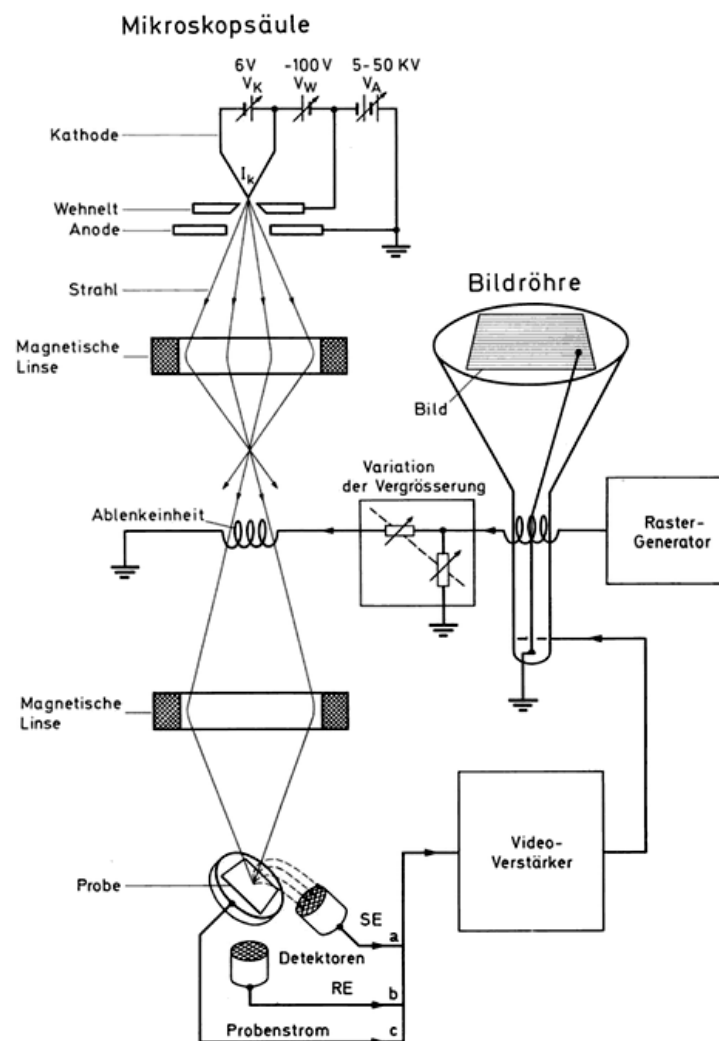 Mikroskopsäule
6V
V_K
-100 V
V_W
5-50 KV
V_A
Kathode
I_k
Wehnelt
Anode
Strahl
Magnetische
Linse
Bildröhre
Bild
Variation
der Vergrösserung
Ablenkeinheit
Raster-
Generator
Magnetische
Linse
Video-
Verstärker
Probe
SE
a
Detektoren
RE
b
Probenstrom
c